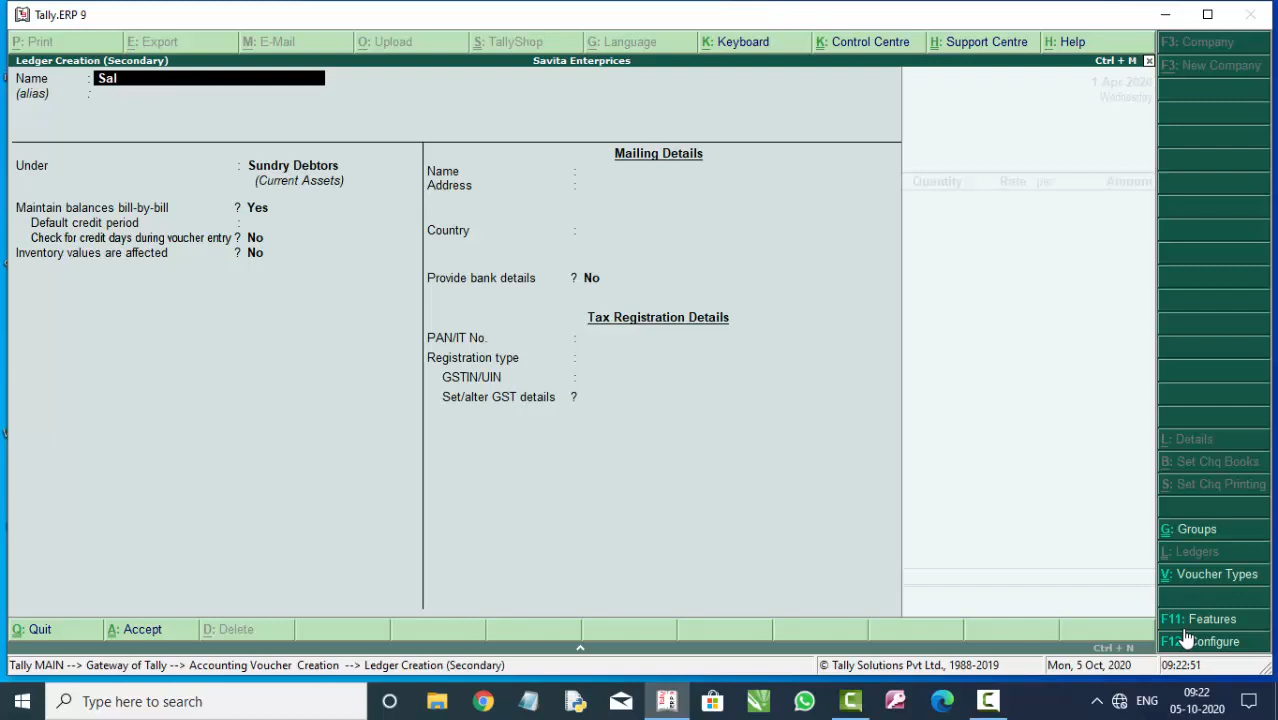 Tally.ERP 9
P: Print E: Export M: E-Mail O: Upload S: TallyShop G: Language K: Keyboard K: Control Centre H: Support Centre H: Help F3: Company
Ledger Creation (Secondary) Savita Enterprises Ctrl + M
F3: New Company
Name : Sal
(alias) :
1 Apr 2020
Wednesday
Mailing Details
Under : Sundry Debtors
(Current Assets)
Name :
Address :
Quantity Rate per Amount
Maintain balances bill-by-bill ? Yes
Default credit period :
Check for credit days during voucher entry ? No
Inventory values are affected ? No
Country :
Provide bank details ? No
Tax Registration Details
PAN/IT No. :
Registration type :
GSTIN/UIN :
Set/alter GST details ?
L: Details
B: Set Chq Books
S: Set Chq Printing
G: Groups
L: Ledgers
V: Voucher Types
F11: Features
F12: Configure
Q: Quit A: Accept D: Delete
Ctrl + N
Tally MAIN --> Gateway of Tally --> Accounting Voucher Creation --> Ledger Creation (Secondary) © Tally Solutions Pvt Ltd., 1988-2019 Mon, 5 Oct, 2020 09:22:51
Type here to search
ENG
09:22
05-10-2020